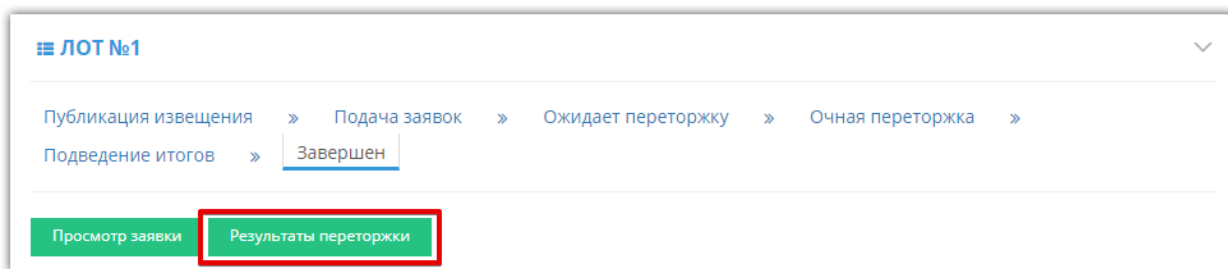 ЛОТ №1
Публикация извещения » Подача заявок » Ожидает переторжку » Очная переторжка »
Подведение итогов » Завершен
Просмотр заявки Результаты переторжки